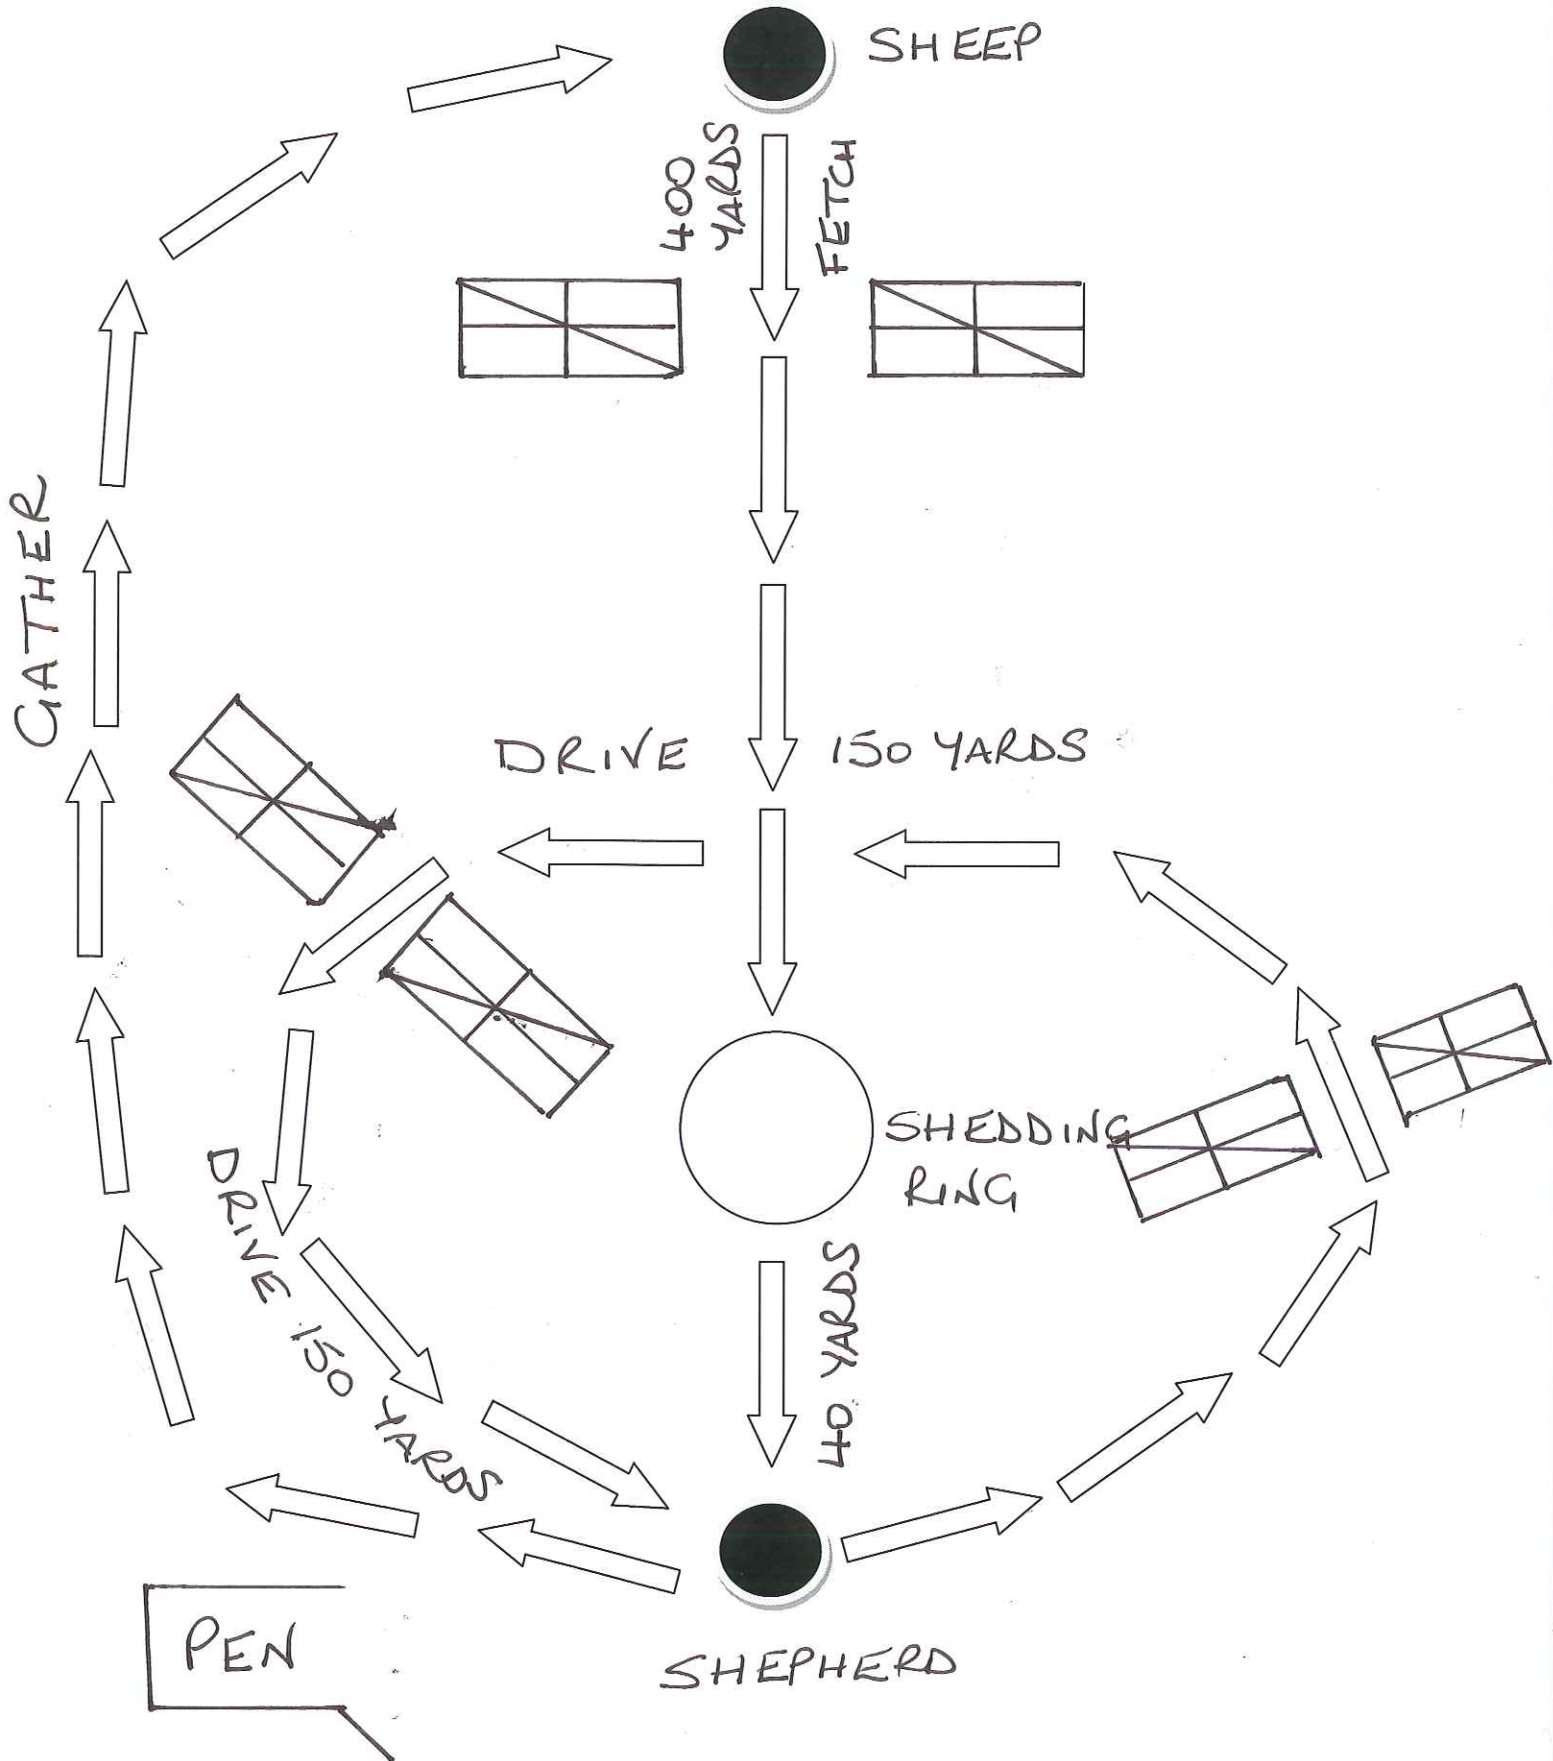 SHEEP
400
YARDS
FETCH
GATHER
DRIVE 150 YARDS
SHEDDING
RING
DRIVE 150 YARDS
40 YARDS
PEN
SHEPHERD